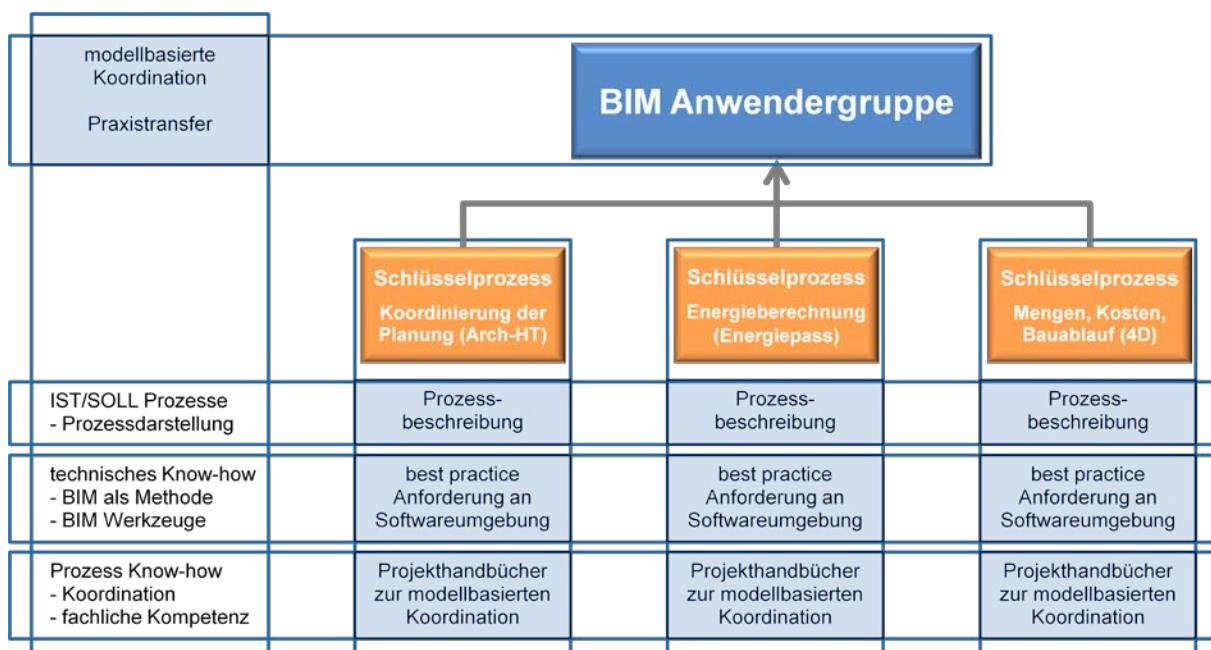 modellbasierte
Koordination
Praxistransfer
BIM Anwendergruppe
Schlüsselprozess
Koordinierung der
Planung (Arch-HT)
Schlüsselprozess
Energieberechnung
(Energiepass)
Schlüsselprozess
Mengen, Kosten,
Bauablauf (4D)
IST/SOLL Prozesse
- Prozessdarstellung
Prozess-
beschreibung
Prozess-
beschreibung
Prozess-
beschreibung
technisches Know-how
- BIM als Methode
- BIM Werkzeuge
best practice
Anforderung an
Softwareumgebung
best practice
Anforderung an
Softwareumgebung
best practice
Anforderung an
Softwareumgebung
Prozess Know-how
- Koordination
- fachliche Kompetenz
Projekthandbücher
zur modellbasierten
Koordination
Projekthandbücher
zur modellbasierten
Koordination
Projekthandbücher
zur modellbasierten
Koordination